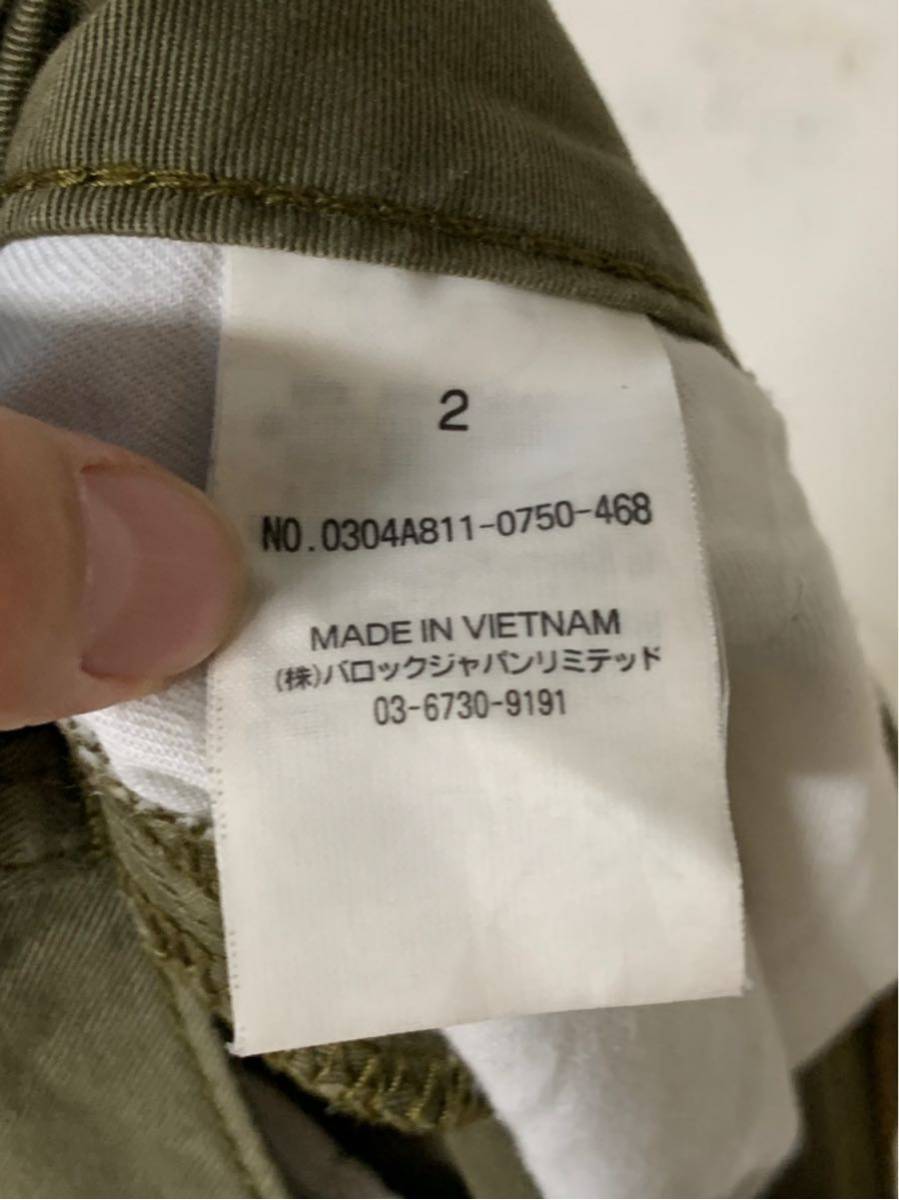 2
NO.0304A811-0750-468
MADE IN VIETNAM
(株)バロックジャパンリミテッド
03-6730-9191